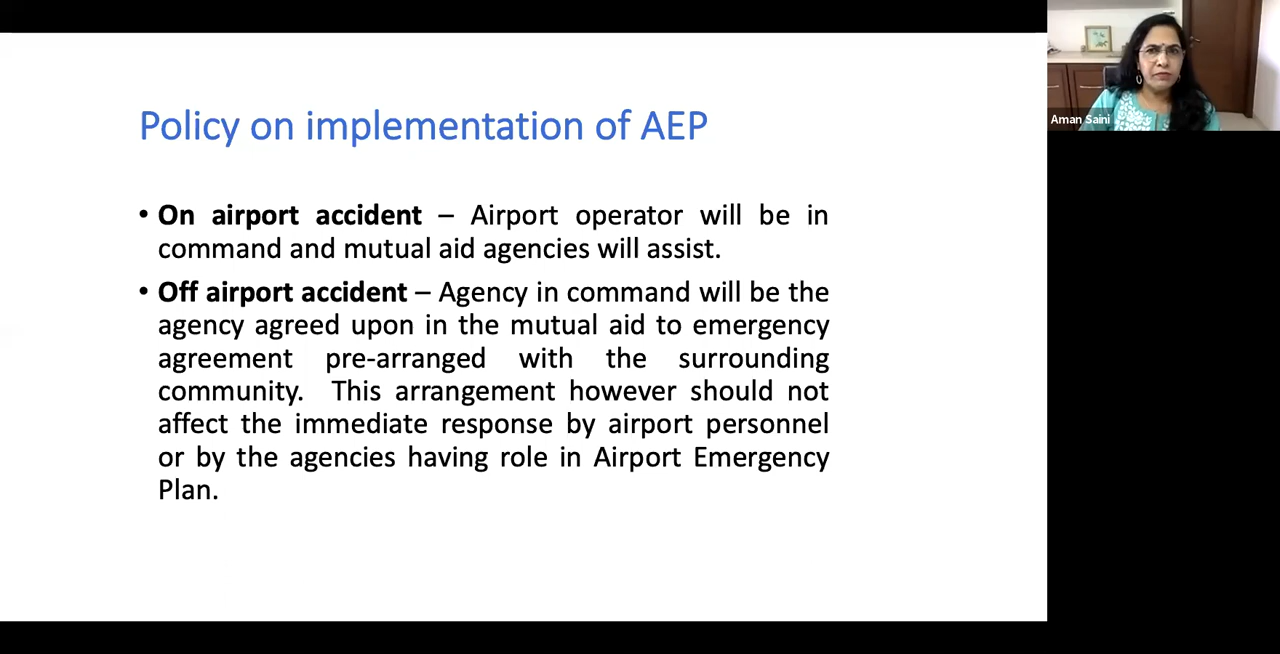 Policy on implementation of AEP
• On airport accident – Airport operator will be in
command and mutual aid agencies will assist.
• Off airport accident – Agency in command will be the
agency agreed upon in the mutual aid to emergency
agreement pre-arranged with the surrounding
community. This arrangement however should not
affect the immediate response by airport personnel
or by the agencies having role in Airport Emergency
Plan.
Aman Saini